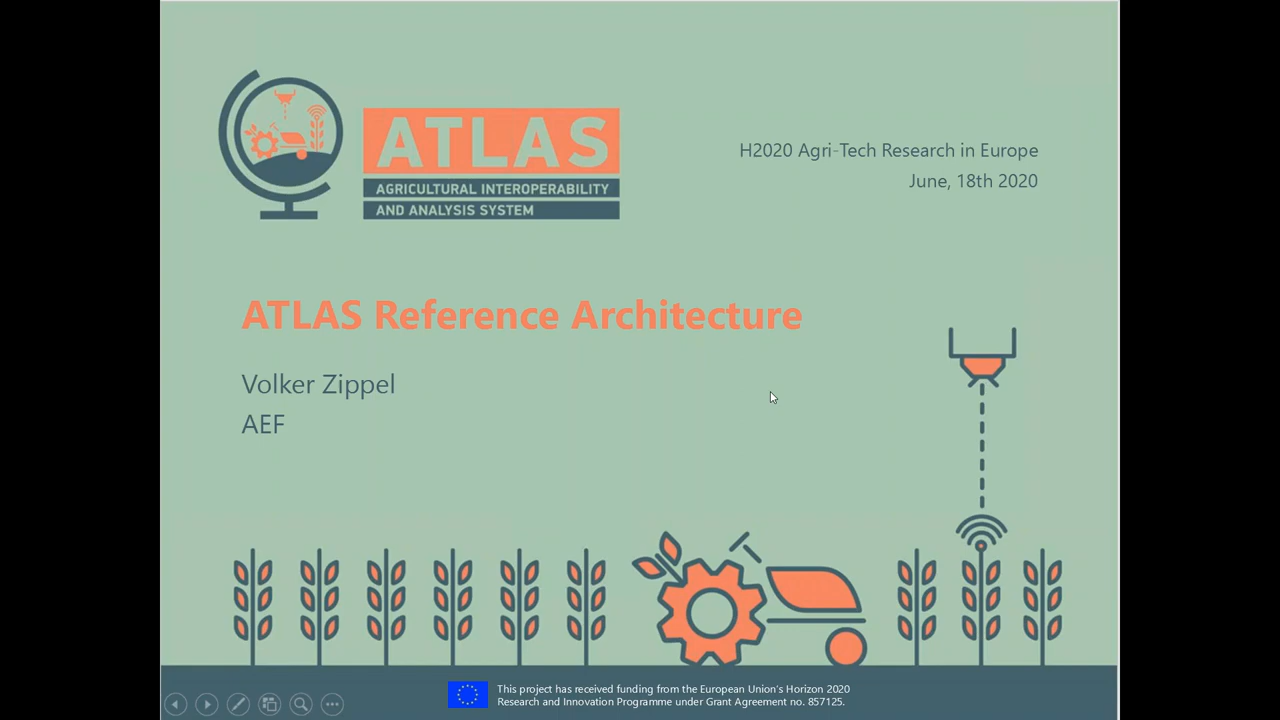 ATLAS
AGRICULTURAL INTEROPERABILITY
AND ANALYSIS SYSTEM
H2020 Agri-Tech Research in Europe
June, 18th 2020
ATLAS Reference Architecture
Volker Zippel
AEF
This project has received funding from the European Union's Horizon 2020
Research and Innovation Programme under Grant Agreement no. 857125.